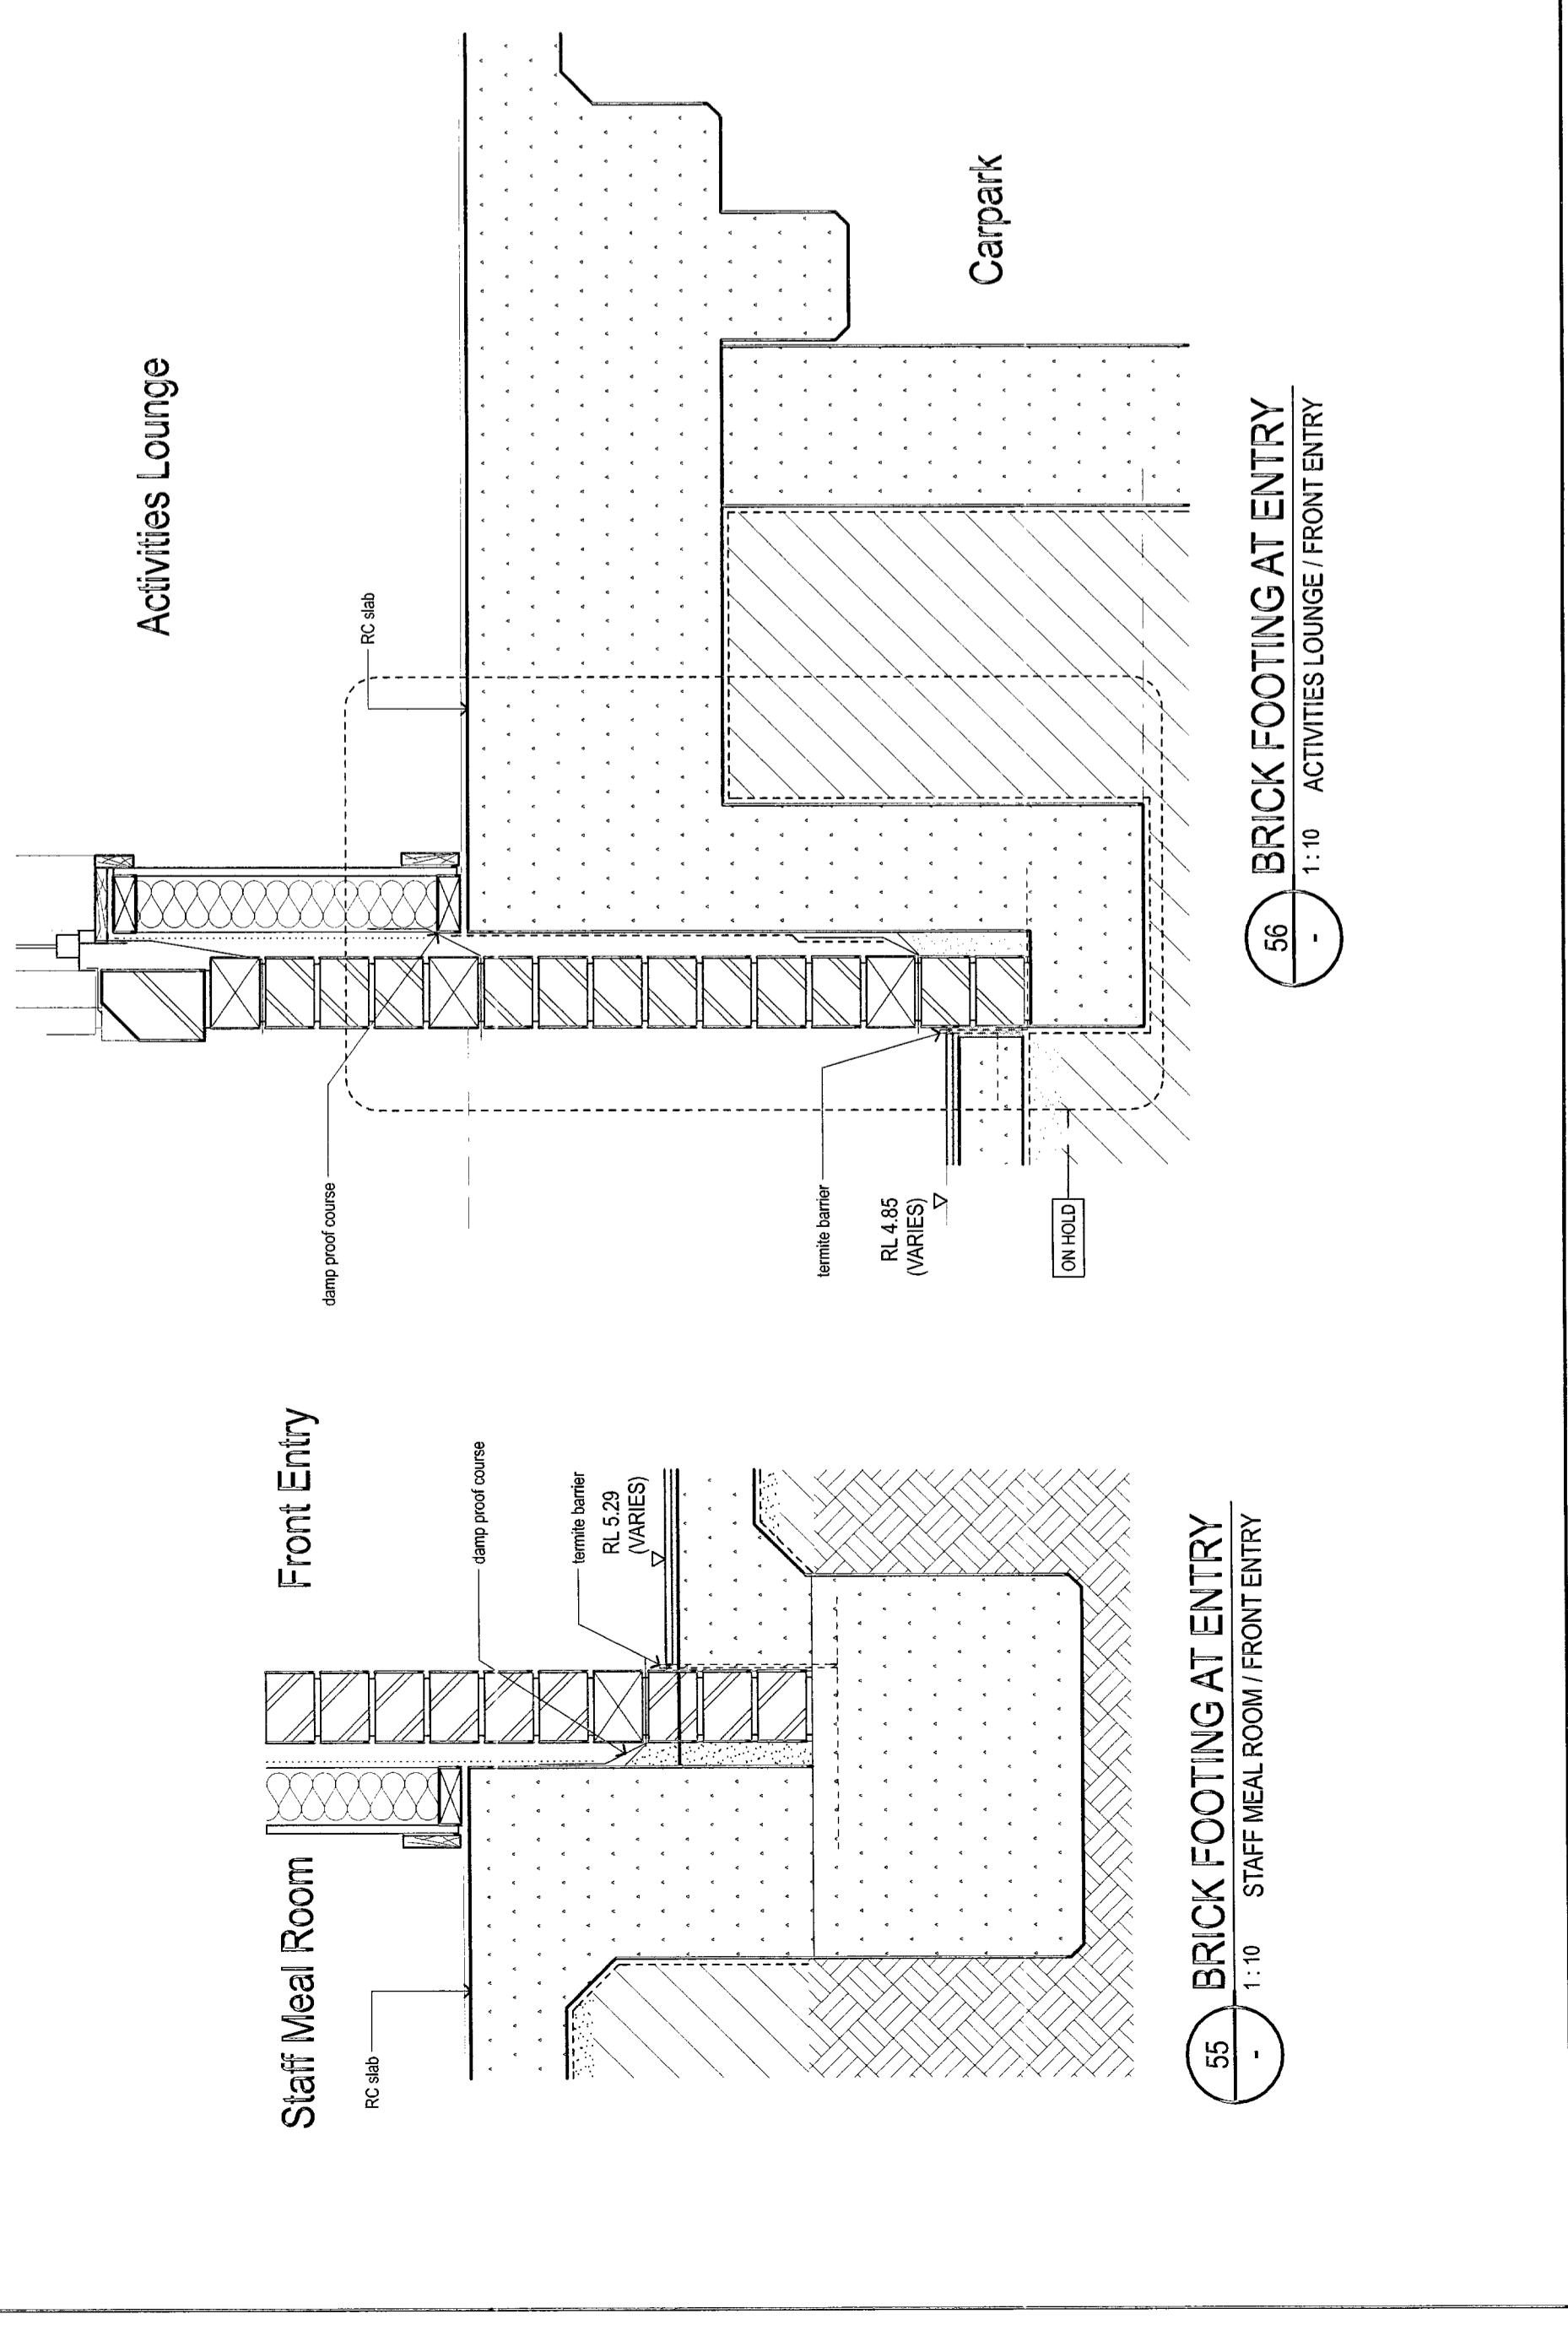 Staff Meal Room
Front Entry
RC slab
damp proof course
termite barrier
RL 5.29
(VARIES)
55
-
BRICK FOOTING AT ENTRY
1 : 10 STAFF MEAL ROOM / FRONT ENTRY
Activities Lounge
RC slab
damp proof course
termite barrier
RL 4.85
(VARIES)
ON HOLD
Carpark
56
-
BRICK FOOTING AT ENTRY
1 : 10 ACTIVITIES LOUNGE / FRONT ENTRY